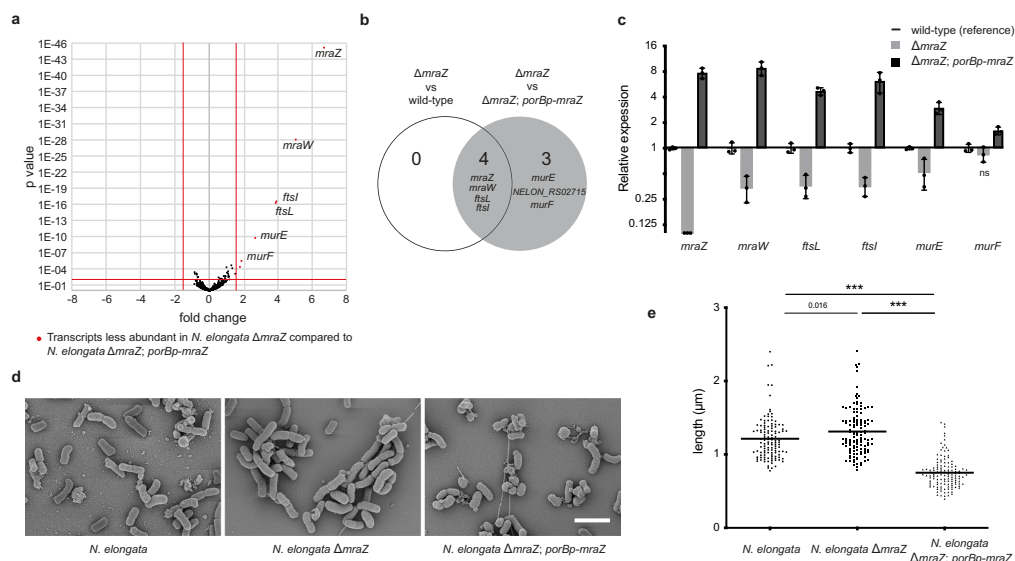 a
1E-46
1E-43
1E-40
1E-37
1E-34
1E-31
1E-28
1E-25
1E-22
1E-19
1E-16
1E-13
1E-10
1E-07
1E-04
1E-01
p value
mraZ
mraW
ftsI
ftsL
murE
murF
-8
-6
-4
-2
0
2
4
6
8
fold change
Transcripts less abundant in N. elongata ΔmraZ compared to
N. elongata ΔmraZ; porBp-mraZ
b
ΔmraZ
vs
wild-type
ΔmraZ
vs
ΔmraZ; porBp-mraZ
0
4
mraZ
mraW
ftsL
ftsI
3
murE
NELON_RS02715
murF
c
wild-type (reference)
ΔmraZ
ΔmraZ; porBp-mraZ
Relative expession
16
8
4
2
1
0.25
0.125
ns
mraZ
mraW
ftsL
ftsI
murE
murF
d
N. elongata
N. elongata ΔmraZ
N. elongata ΔmraZ; porBp-mraZ
e
***
0.016
***
length (µm)
3
2
1
0
N. elongata
N. elongata ΔmraZ
N. elongata
ΔmraZ; porBp-mraZ